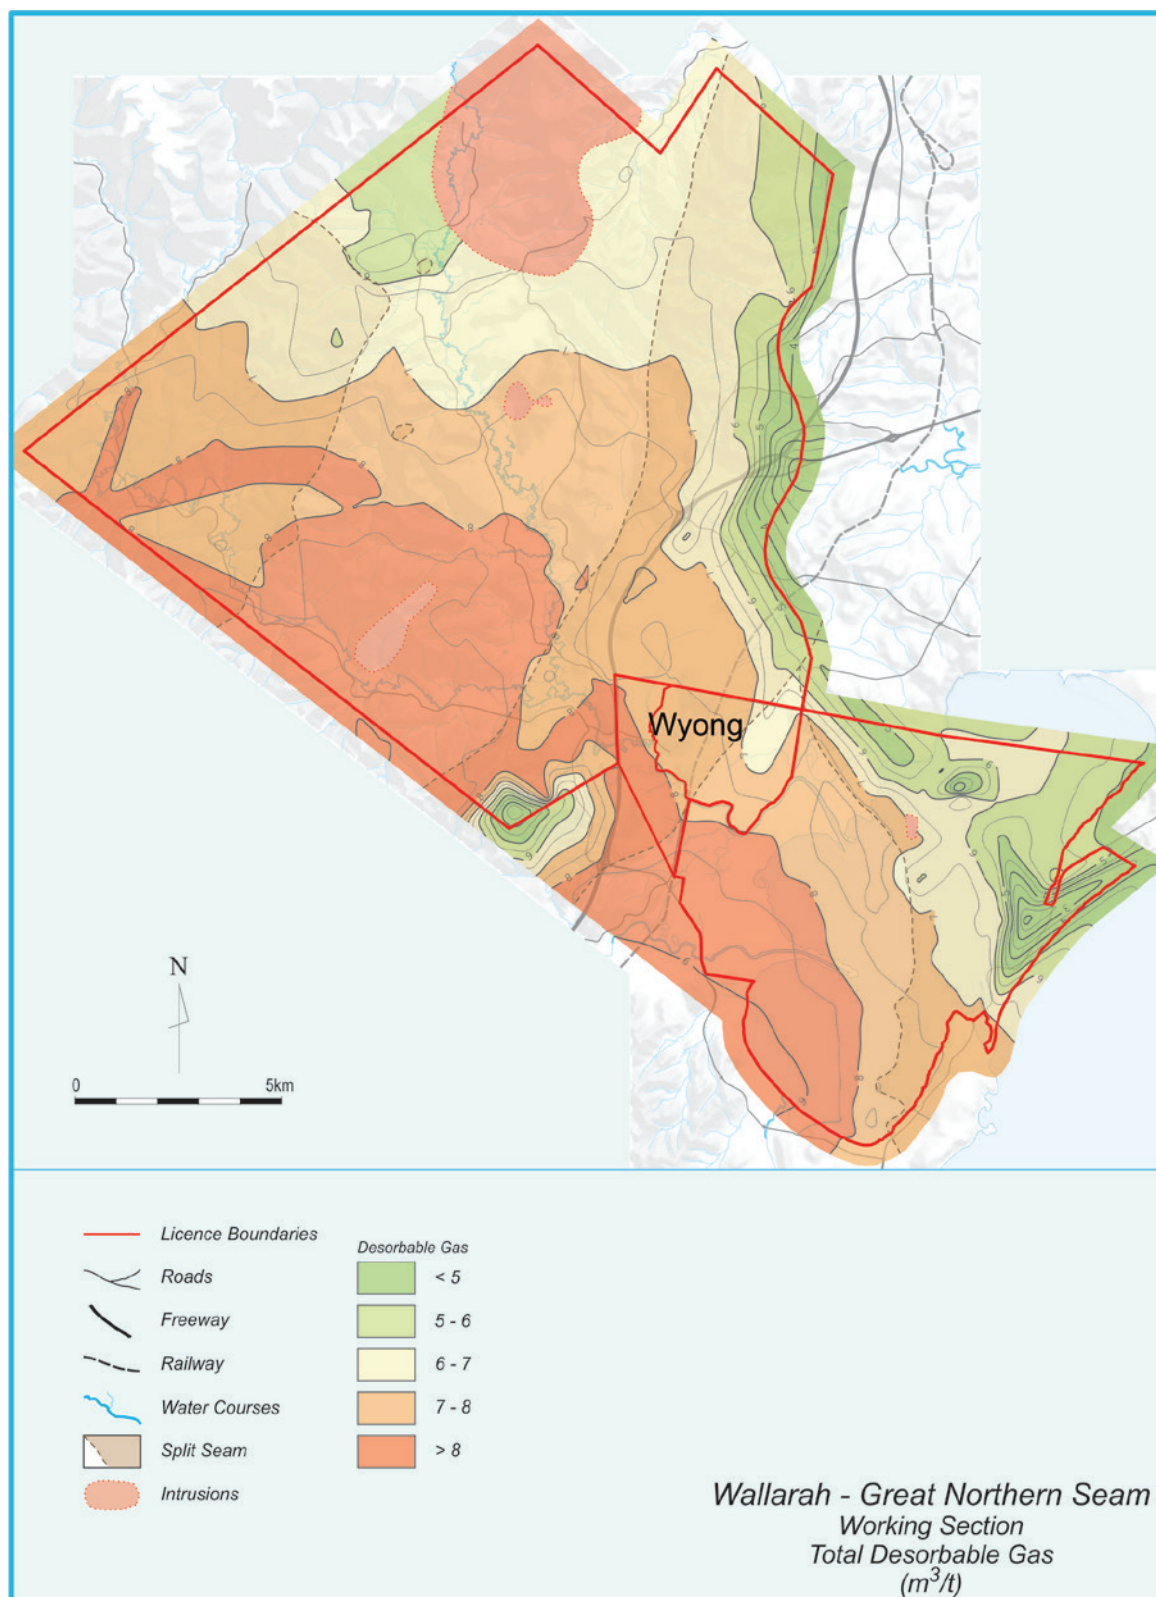 Wyong
N
0 5km
Licence Boundaries
Roads
Freeway
Railway
Water Courses
Split Seam
Intrusions
Desorbable Gas
< 5
5 - 6
6 - 7
7 - 8
> 8
Wallarah - Great Northern Seam
Working Section
Total Desorbable Gas
(m³/t)